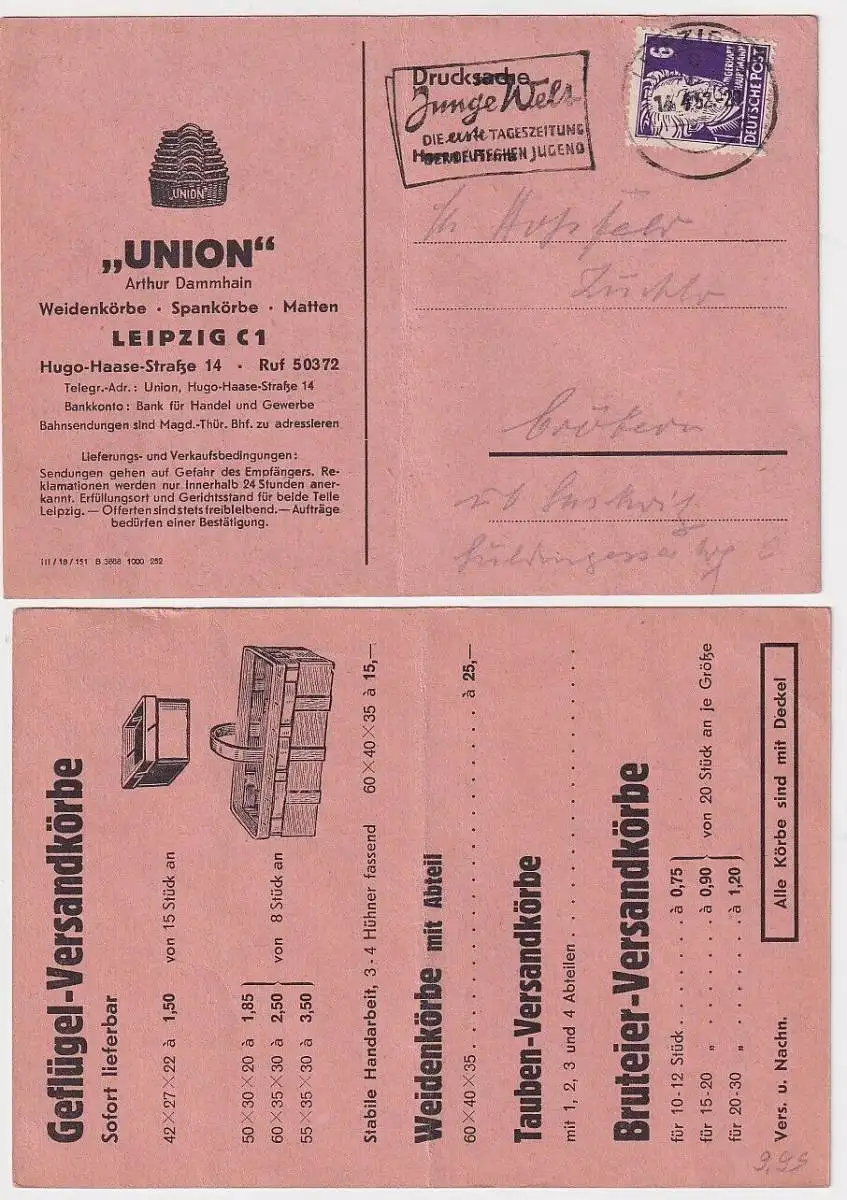 "UNION"
„UNION“
Arthur Dammhain
Weidenkörbe · Spankörbe · Matten
LEIPZIG C1
Hugo-Haase-Straße 14 · Ruf 50372
Telegr.-Adr.: Union, Hugo-Haase-Straße 14
Bankkonto: Bank für Handel und Gewerbe
Bahnsendungen sind Magd.-Thür. Bhf. zu adressieren
Lieferungs- und Verkaufsbedingungen:
Sendungen gehen auf Gefahr des Empfängers. Re-
klamationen werden nur innerhalb 24 Stunden aner-
kannt. Erfüllungsort und Gerichtsstand für beide Teile
Leipzig. — Offerten sind stets freibleibend. — Aufträge
bedürfen einer Bestätigung.
III/18/151 B 3868 1000 252
Drucksache
Junge Welt
DIE erste TAGESZEITUNG
DER DEUTSCHEN JUGEND
6
GERHART
HAUPTMANN
DEUTSCHE POST
Geflügel-Versandkörbe
Sofort lieferbar
42×27×22 à 1,50 von 15 Stück an
50×30×20 à 1,85
60×35×30 à 2,50 von 8 Stück an
55×35×30 à 3,50
Stabile Handarbeit, 3-4 Hühner fassend 60×40×35 à 15,—
Weidenkörbe mit Abteil
60×40×35 . . . . . . . . . . . . . . . . à 25,—
Tauben-Versandkörbe
mit 1, 2, 3 und 4 Abteilen . . . . . . . . . . . . . . . .
Bruteier-Versandkörbe
für 10-12 Stück . . . . . . . à 0,75
für 15-20 „ . . . . . . . à 0,90 von 20 Stück an je Größe
für 20-30 „ . . . . . . . à 1,20
Vers. u. Nachn.
Alle Körbe sind mit Deckel
9,95